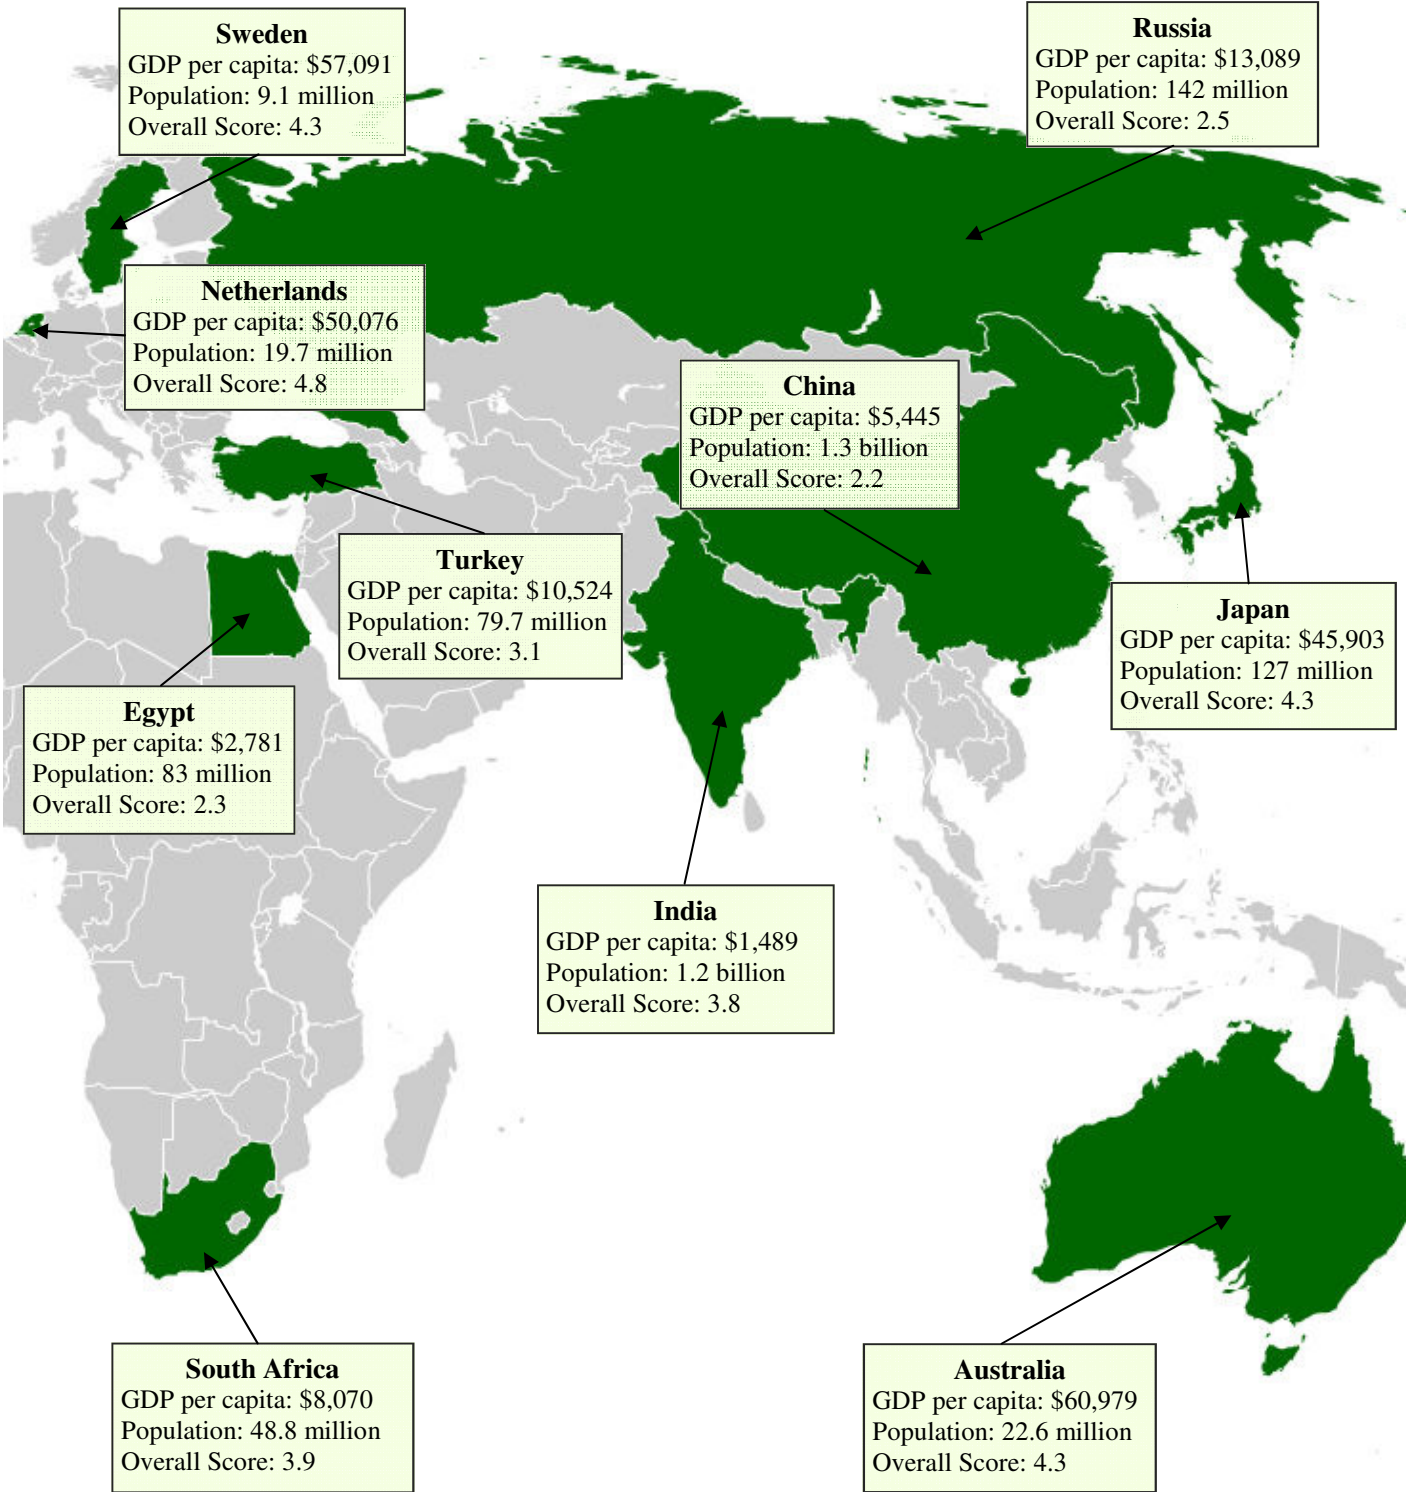 Sweden
GDP per capita: $57,091
Population: 9.1 million
Overall Score: 4.3
Russia
GDP per capita: $13,089
Population: 142 million
Overall Score: 2.5
Netherlands
GDP per capita: $50,076
Population: 19.7 million
Overall Score: 4.8
China
GDP per capita: $5,445
Population: 1.3 billion
Overall Score: 2.2
Turkey
GDP per capita: $10,524
Population: 79.7 million
Overall Score: 3.1
Japan
GDP per capita: $45,903
Population: 127 million
Overall Score: 4.3
Egypt
GDP per capita: $2,781
Population: 83 million
Overall Score: 2.3
India
GDP per capita: $1,489
Population: 1.2 billion
Overall Score: 3.8
South Africa
GDP per capita: $8,070
Population: 48.8 million
Overall Score: 3.9
Australia
GDP per capita: $60,979
Population: 22.6 million
Overall Score: 4.3